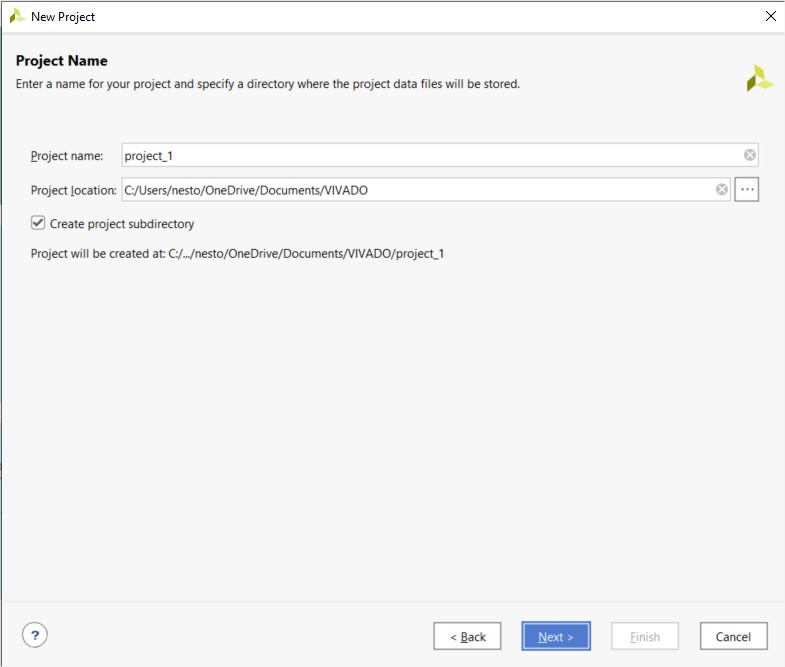 New Project
Project Name
Enter a name for your project and specify a directory where the project data files will be stored.
Project name: project_1
Project location: C:/Users/nesto/OneDrive/Documents/VIVADO ...
Create project subdirectory
Project will be created at: C:/.../nesto/OneDrive/Documents/VIVADO/project_1
? < Back Next > Finish Cancel